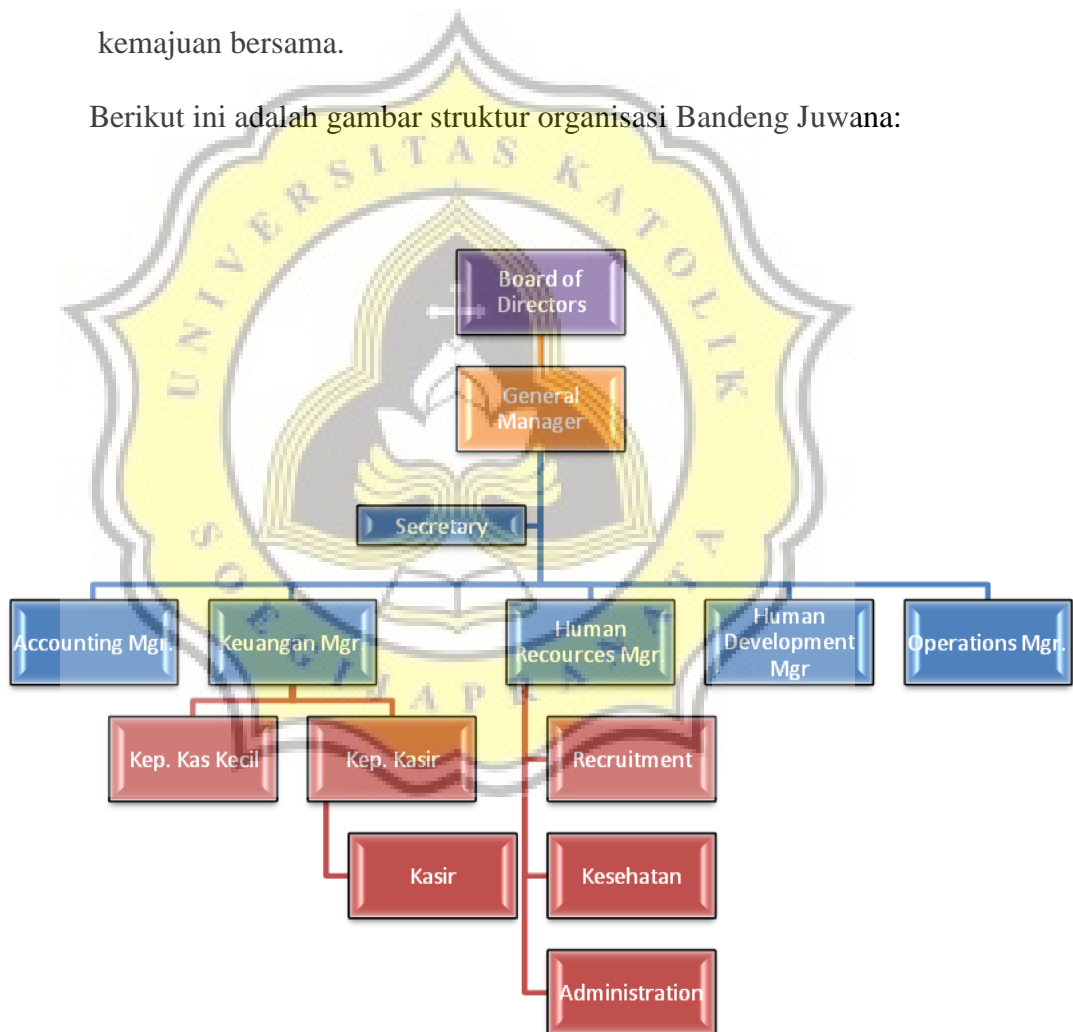 kemajuan bersama.
Berikut ini adalah gambar struktur organisasi Bandeng Juwana:
UNIVERSITAS KATOLIK
SOEGIJAPRANATA
Board of
Directors
General
Manager
Secretary
Accounting Mgr.
Keuangan Mgr.
Human
Recources Mgr.
Human
Development
Mgr
Operations Mgr.
Kep. Kas Kecil
Kep. Kasir
Recruitment
Kasir
Kesehatan
Administration